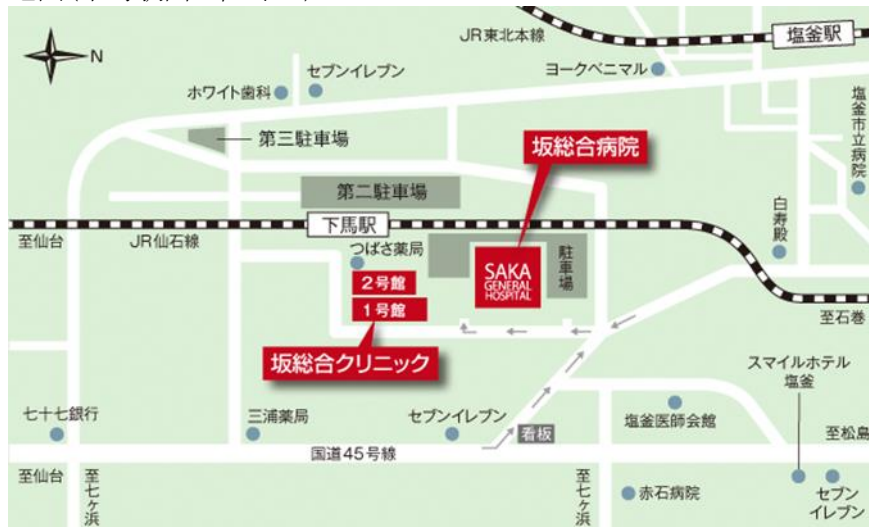 JR東北本線
塩釜駅
N
セブンイレブン
ヨークベニマル
ホワイト歯科
塩釜市立病院
第三駐車場
坂総合病院
第二駐車場
白寿殿
下馬駅
至仙台
JR仙石線
つばさ薬局
駐車場
2号館
SAKA
GENERAL
HOSPITAL
1号館
至石巻
坂総合クリニック
スマイルホテル
塩釜
七十七銀行
三浦薬局
セブンイレブン
看板
塩釜医師会館
至松島
国道45号線
至仙台
至七ヶ浜
至七ヶ浜
赤石病院
セブン
イレブン